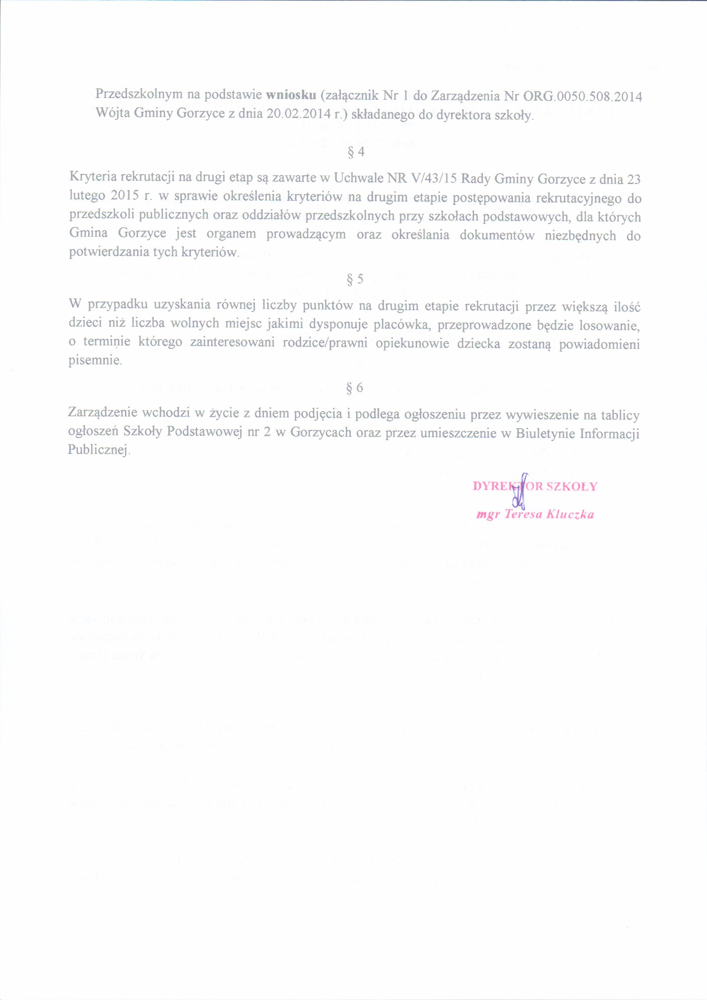 Przedszkolnym na podstawie wniosku (załącznik Nr 1 do Zarządzenia Nr ORG.0050.508.2014
Wójta Gminy Gorzyce z dnia 20.02.2014 r.) składanego do dyrektora szkoły.
§ 4
Kryteria rekrutacji na drugi etap są zawarte w Uchwale NR V/43/15 Rady Gminy Gorzyce z dnia 23
lutego 2015 r. w sprawie określenia kryteriów na drugim etapie postępowania rekrutacyjnego do
przedszkoli publicznych oraz oddziałów przedszkolnych przy szkołach podstawowych, dla których
Gmina Gorzyce jest organem prowadzącym oraz określania dokumentów niezbędnych do
potwierdzania tych kryteriów.
§ 5
W przypadku uzyskania równej liczby punktów na drugim etapie rekrutacji przez większą ilość
dzieci niż liczba wolnych miejsc jakimi dysponuje placówka, przeprowadzone będzie losowanie,
o terminie którego zainteresowani rodzice/prawni opiekunowie dziecka zostaną powiadomieni
pisemnie.
§ 6
Zarządzenie wchodzi w życie z dniem podjęcia i podlega ogłoszeniu przez wywieszenie na tablicy
ogłoszeń Szkoły Podstawowej nr 2 w Gorzycach oraz przez umieszczenie w Biuletynie Informacji
Publicznej.
DYREKTOR SZKOŁY
mgr Teresa Kluczka